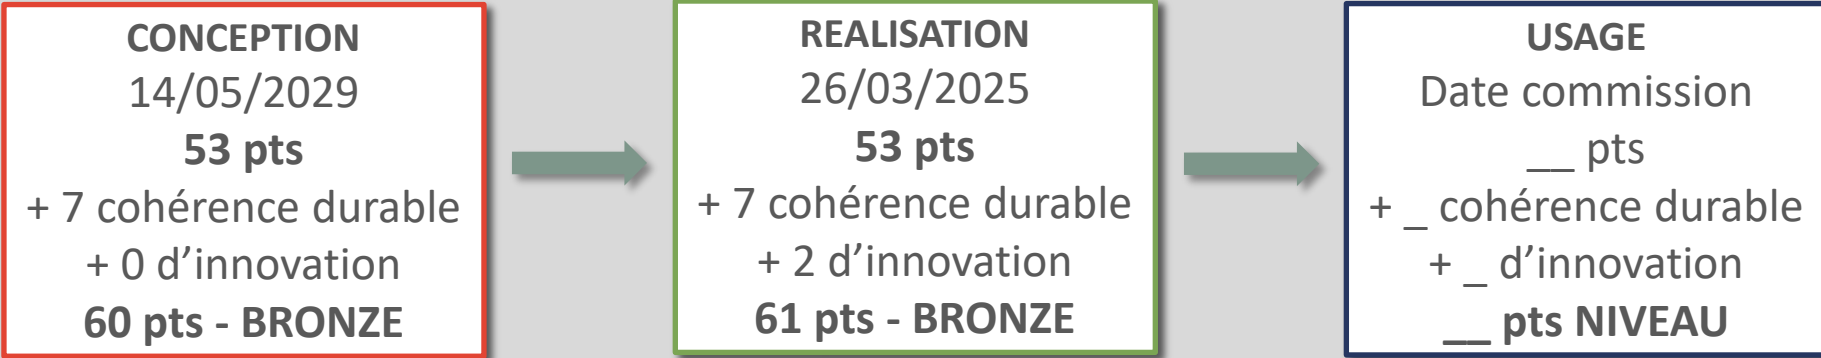 CONCEPTION
14/05/2029
53 pts
+ 7 cohérence durable
+ 0 d’innovation
60 pts - BRONZE
REALISATION
26/03/2025
53 pts
+ 7 cohérence durable
+ 2 d’innovation
61 pts - BRONZE
USAGE
Date commission
__ pts
+ _ cohérence durable
+ _ d’innovation
__ pts NIVEAU